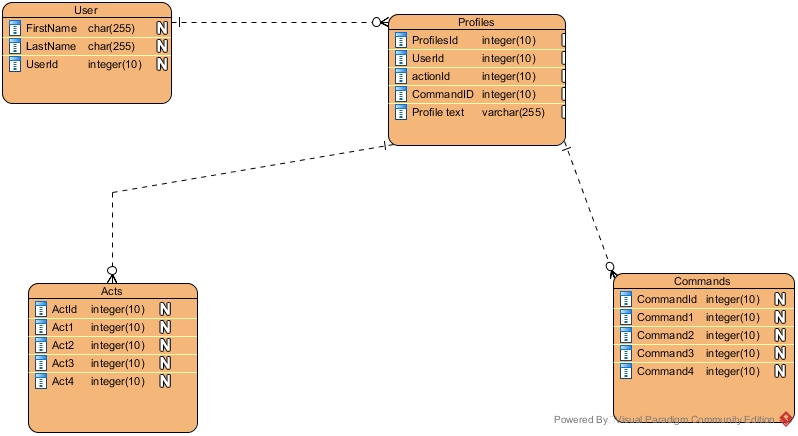 User
FirstName char(255) N
LastName char(255) N
UserId integer(10) N
Profiles
ProfilesId integer(10)
UserId integer(10)
actionId integer(10)
CommandID integer(10)
Profile text varchar(255)
Acts
ActId integer(10) N
Act1 integer(10) N
Act2 integer(10) N
Act3 integer(10) N
Act4 integer(10) N
Commands
CommandId integer(10) N
Command1 integer(10) N
Command2 integer(10) N
Command3 integer(10) N
Command4 integer(10) N
Powered By Visual Paradigm Community Edition